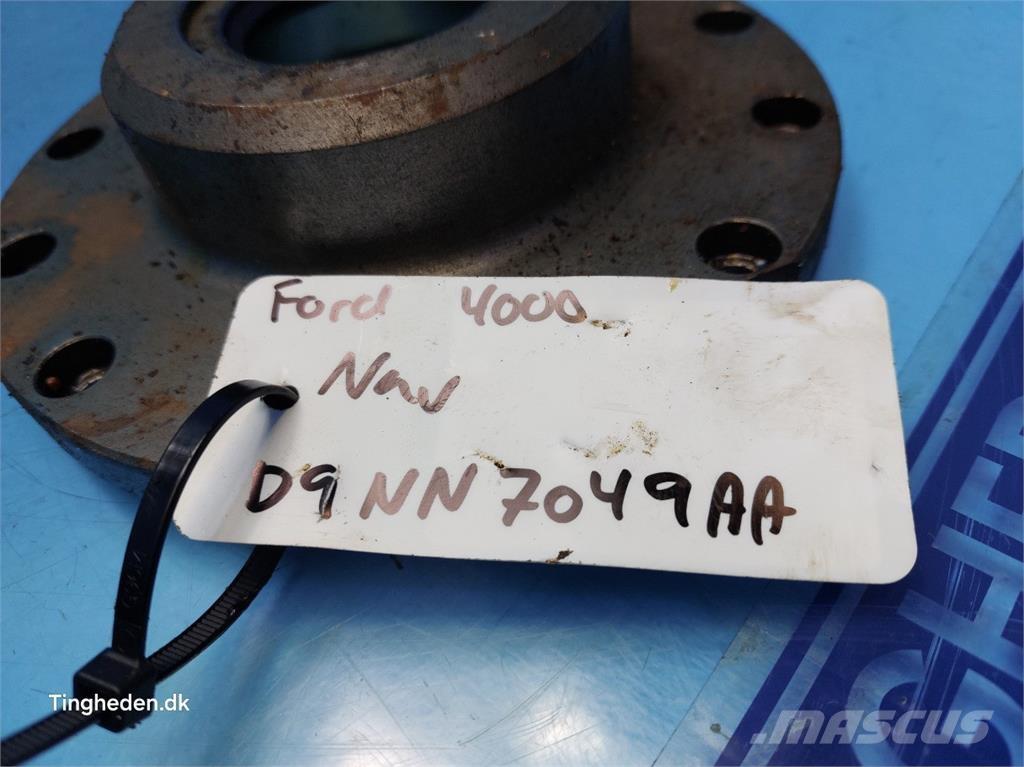 Ford 4000
Nav
D9NN7049AA
Tingheden.dk
MASCUS